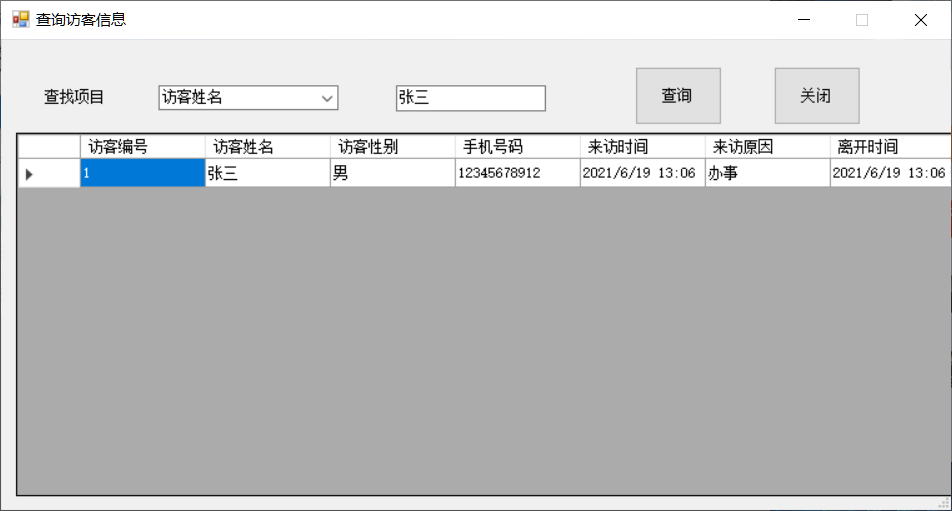 查询访客信息
查找项目 访客姓名 张三 查询 关闭
访客编号 访客姓名 访客性别 手机号码 来访时间 来访原因 离开时间
1 张三 男 12345678912 2021/6/19 13:06 办事 2021/6/19 13:06